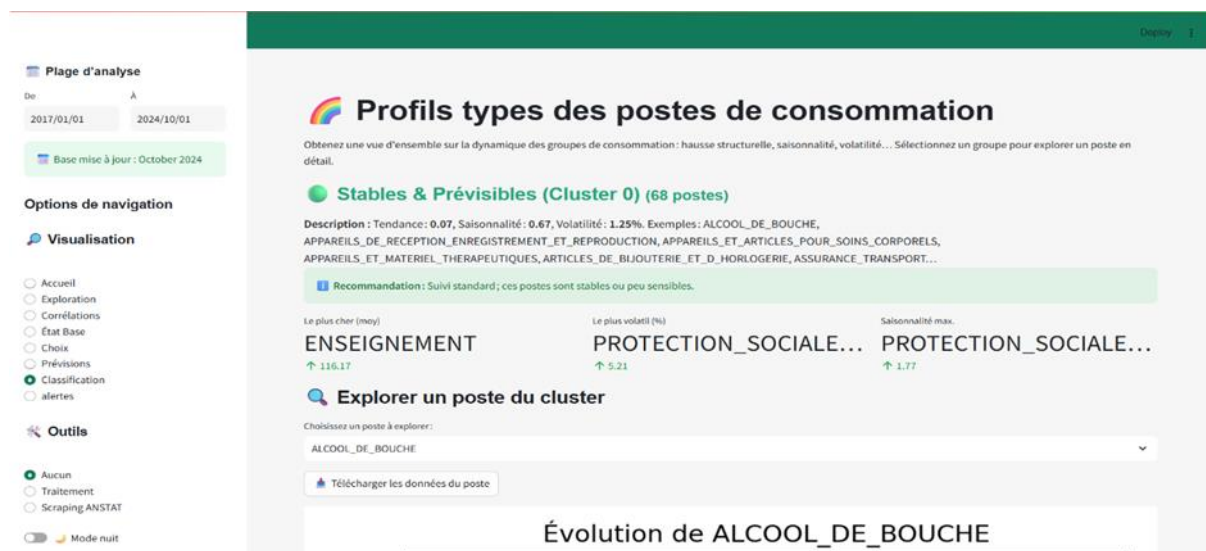 Deploy
Plage d'analyse
De
À
2017/01/01
2024/10/01
Base mise à jour : October 2024
Options de navigation
Visualisation
Accueil
Exploration
Corrélations
État Base
Choix
Prévisions
Classification
alertes
Outils
Aucun
Traitement
Scraping ANSTAT
Mode nuit
Profils types des postes de consommation
Obtenez une vue d'ensemble sur la dynamique des groupes de consommation : hausse structurelle, saisonnalité, volatilité… Sélectionnez un groupe pour explorer un poste en
détail.
Stables & Prévisibles (Cluster 0) (68 postes)
Description : Tendance: 0.07, Saisonnalité : 0.67, Volatilité : 1.25%. Exemples: ALCOOL_DE_BOUCHE,
APPAREILS_DE_RECEPTION_ENREGISTREMENT_ET_REPRODUCTION, APPAREILS_ET_ARTICLES_POUR_SOINS_CORPORELS,
APPAREILS_ET_MATERIEL_THERAPEUTIQUES, ARTICLES_DE_BIJOUTERIE_ET_D_HORLOGERIE, ASSURANCE_TRANSPORT…
Recommandation : Suivi standard ; ces postes sont stables ou peu sensibles.
Le plus cher (moy)
ENSEIGNEMENT
↑ 116.17
Le plus volatil (%)
PROTECTION_SOCIALE…
↑ 5.21
Saisonnalité max.
PROTECTION_SOCIALE…
↑ 1.77
Explorer un poste du cluster
Choisissez un poste à explorer :
ALCOOL_DE_BOUCHE
Télécharger les données du poste
Évolution de ALCOOL_DE_BOUCHE